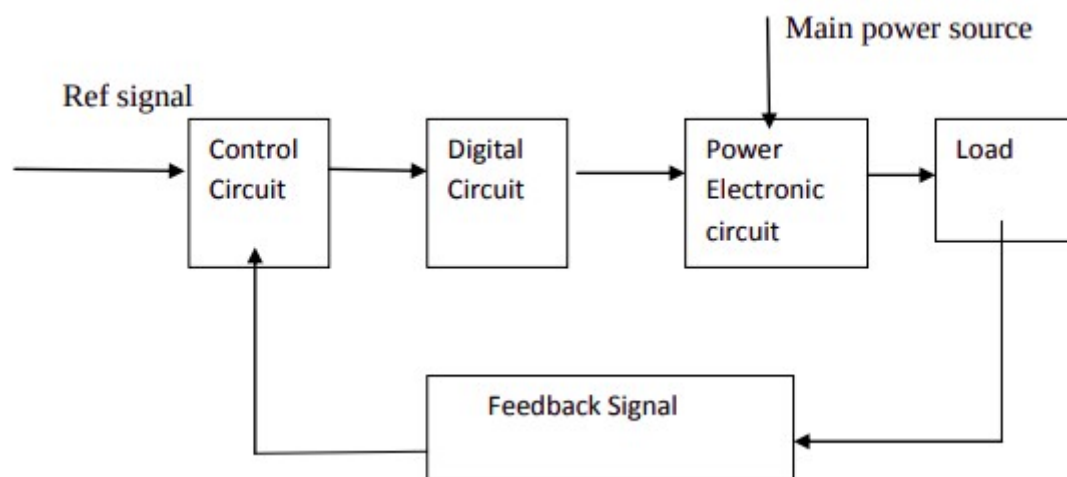 Main power source
Ref signal
Control
Circuit
Digital
Circuit
Power
Electronic
circuit
Load
Feedback Signal